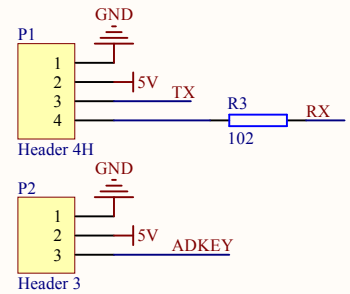 GND
P1
1
2
5V
3
TX
4
R3
RX
102
Header 4H
GND
P2
1
2
5V
3
ADKEY
Header 3